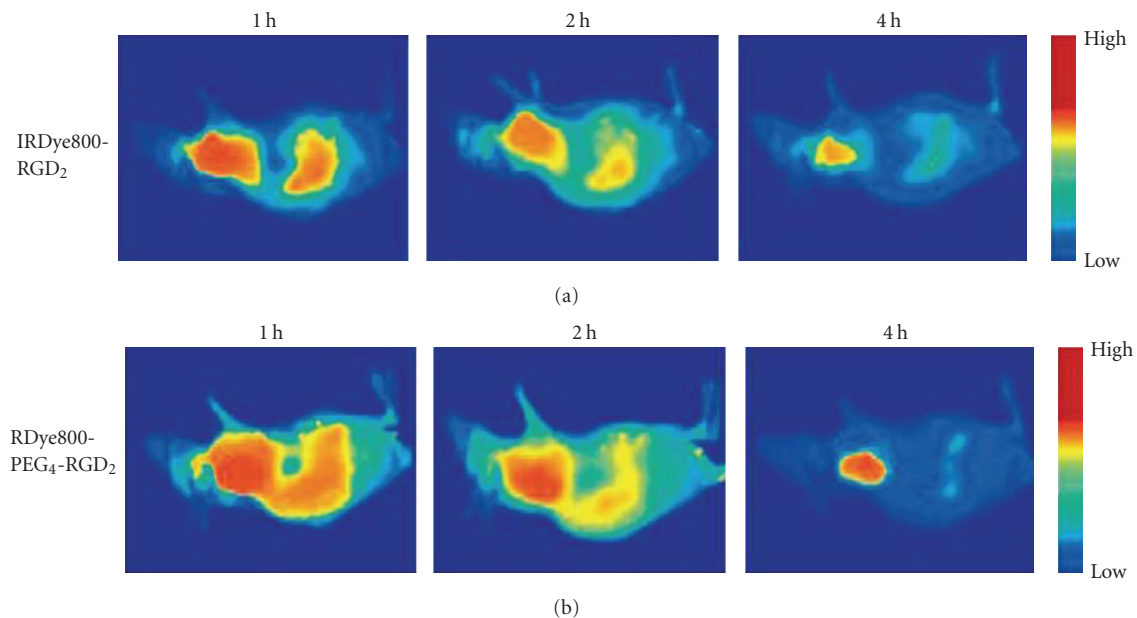 1 h 2 h 4 h
IRDye800-
RGD₂
High
Low
(a)
1 h 2 h 4 h
RDye800-
PEG₄-RGD₂
High
Low
(b)